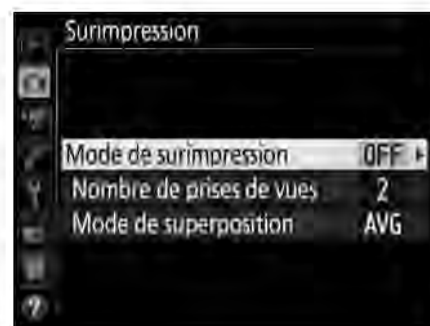 Surimpression
Mode de surimpression OFF
Nombre de prises de vues 2
Mode de superposition AVG
?